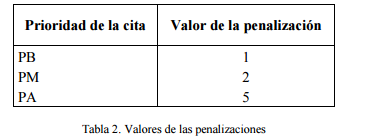 Prioridad de la cita Valor de la penalización
PB 1
PM 2
PA 5
Tabla 2. Valores de las penalizaciones